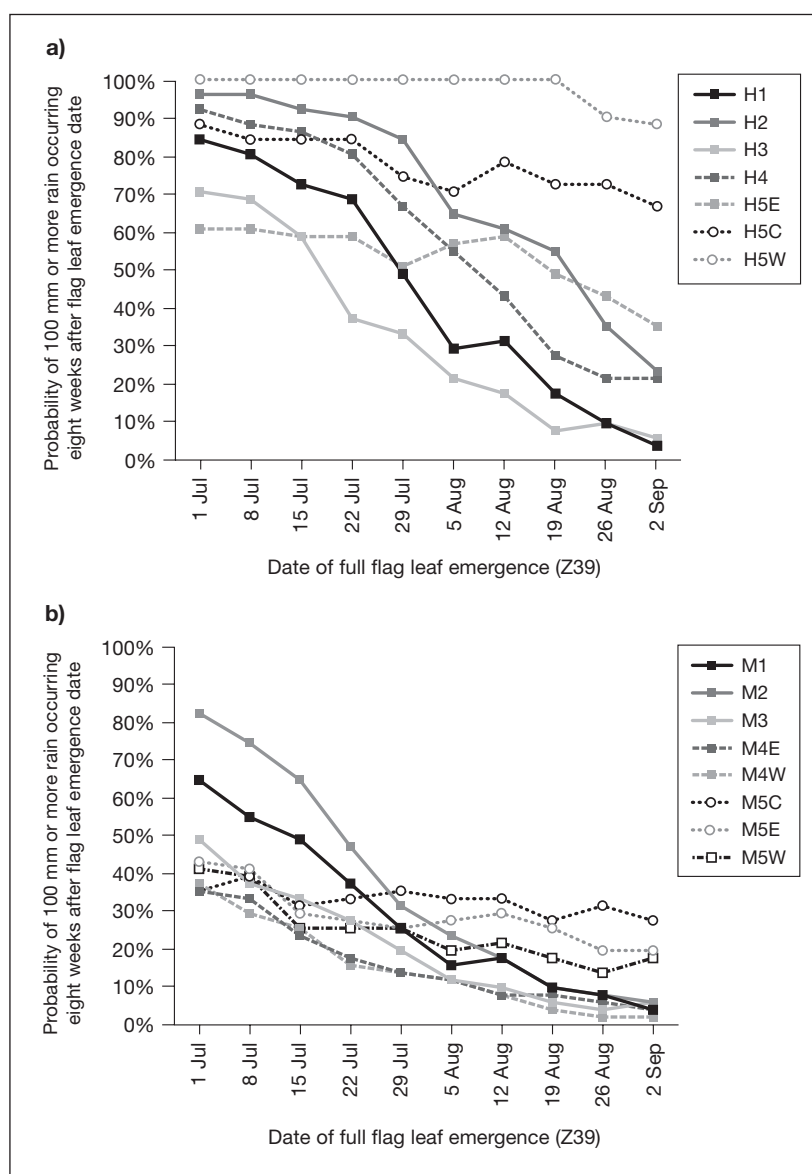 a)
Probability of 100 mm or more rain occurring
eight weeks after flag leaf emergence date
100%
90%
80%
70%
60%
50%
40%
30%
20%
10%
0%
1 Jul
8 Jul
15 Jul
22 Jul
29 Jul
5 Aug
12 Aug
19 Aug
26 Aug
2 Sep
Date of full flag leaf emergence (Z39)
H1
H2
H3
H4
H5E
H5C
H5W
b)
Probability of 100 mm or more rain occurring
eight weeks after flag leaf emergence date
100%
90%
80%
70%
60%
50%
40%
30%
20%
10%
0%
1 Jul
8 Jul
15 Jul
22 Jul
29 Jul
5 Aug
12 Aug
19 Aug
26 Aug
2 Sep
Date of full flag leaf emergence (Z39)
M1
M2
M3
M4E
M4W
M5C
M5E
M5W